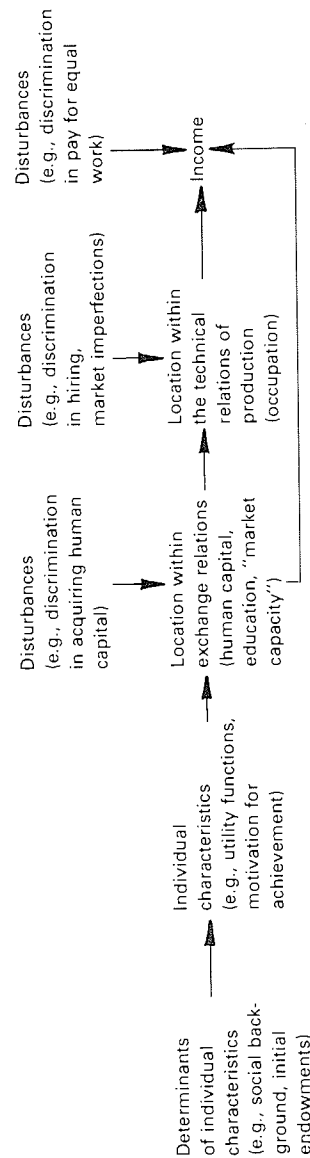 Disturbances
(e.g., discrimination
in acquiring human
capital)
Disturbances
(e.g., discrimination
in hiring,
market imperfections)
Disturbances
(e.g., discrimination
in pay for equal
work)
Determinants
of individual
characteristics
(e.g., social back-
ground, initial
endowments)
Individual
characteristics
(e.g., utility functions,
motivation for
achievement)
Location within
exchange relations
(human capital,
education, "market
capacity")
Location within
the technical
relations of
production
(occupation)
Income